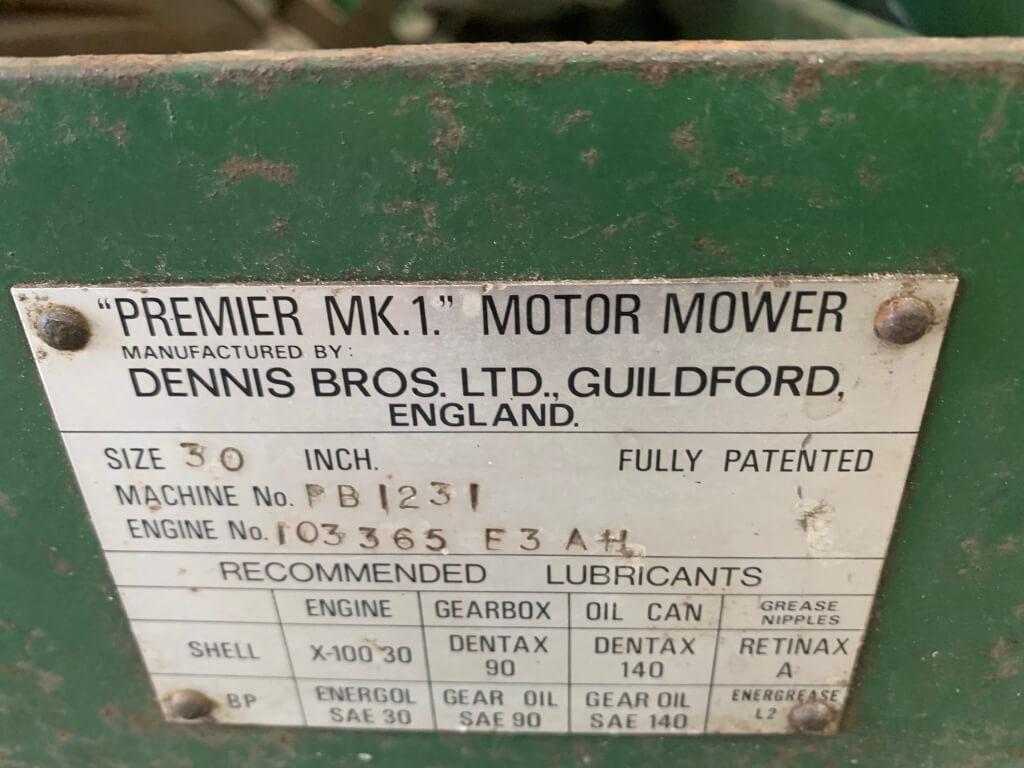 "PREMIER MK.1." MOTOR MOWER
MANUFACTURED BY:
DENNIS BROS. LTD., GUILDFORD,
ENGLAND.
SIZE 30 INCH. FULLY PATENTED
MACHINE No. PB1231
ENGINE No. 103365 E3 AH
RECOMMENDED LUBRICANTS
ENGINE GEARBOX OIL CAN GREASE NIPPLES
SHELL X-100 30 DENTAX 90 DENTAX 140 RETINAX A
BP ENERGOL SAE 30 GEAR OIL SAE 90 GEAR OIL SAE 140 ENERGREASE L2